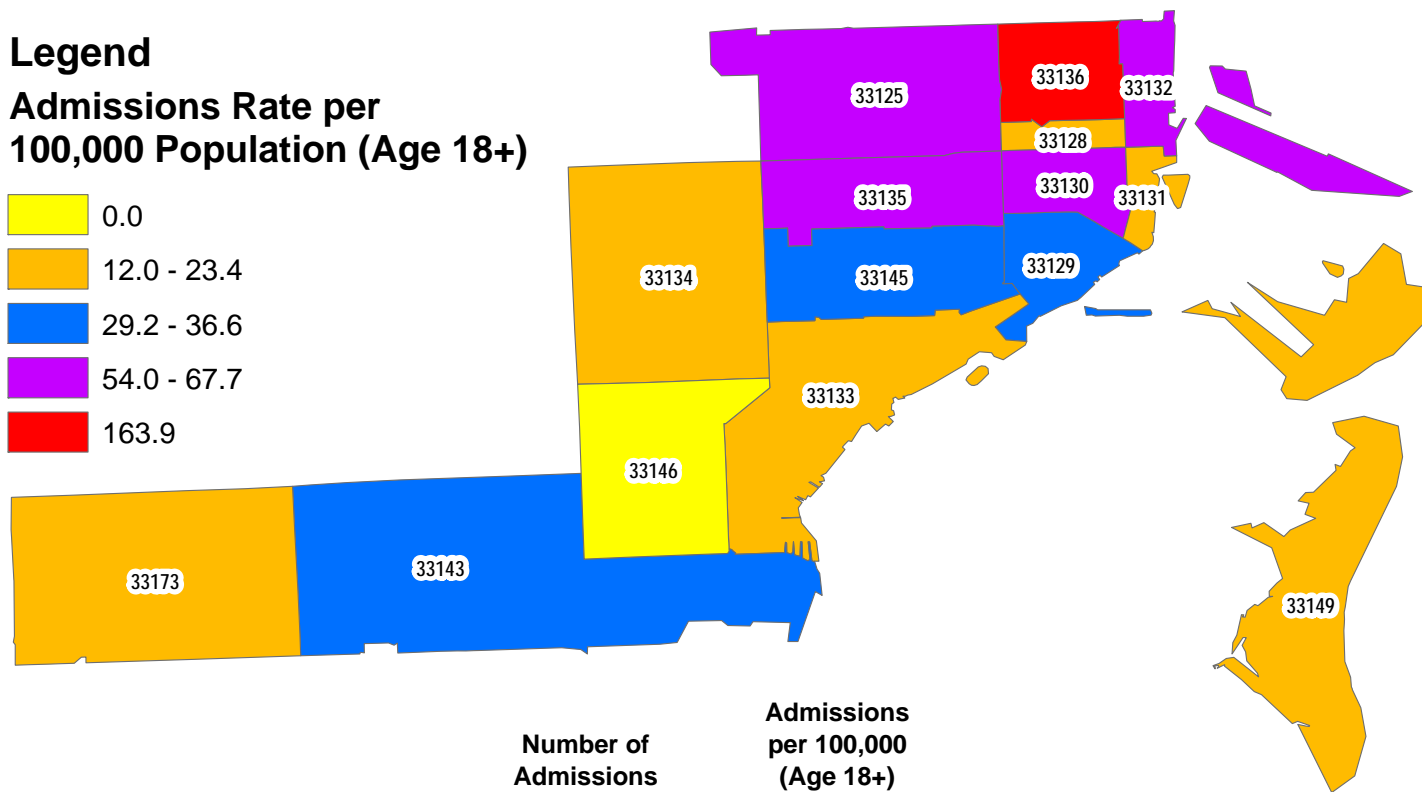 Legend
Admissions Rate per
100,000 Population (Age 18+)
0.0
12.0 - 23.4
29.2 - 36.6
54.0 - 67.7
163.9
33125
33136
33132
33128
33135
33130
33131
33134
33145
33129
33133
33146
33173
33143
33149
Number of
Admissions
Admissions
per 100,000
(Age 18+)